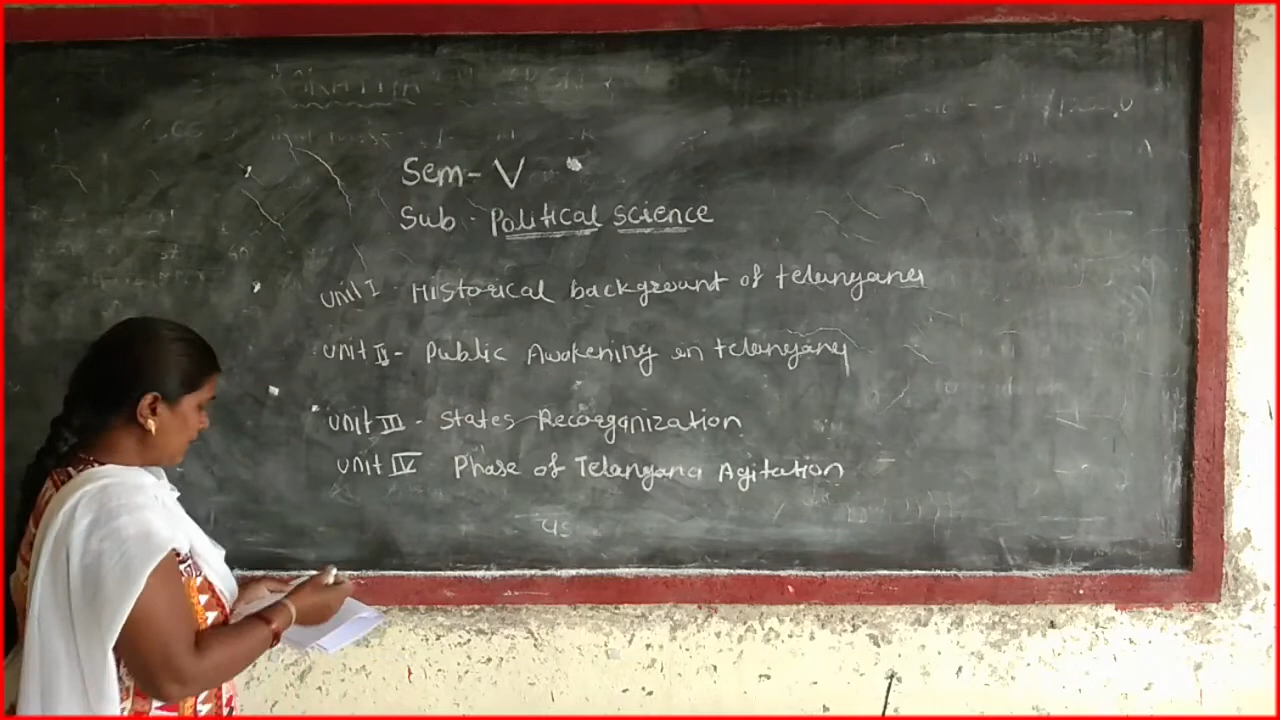 Sem- V
Sub - Political Science
Unit I - Historical background of telangana
Unit II - Public Awakening in telangana
Unit III - States Reorganization
Unit IV Phase of Telangana Agitation